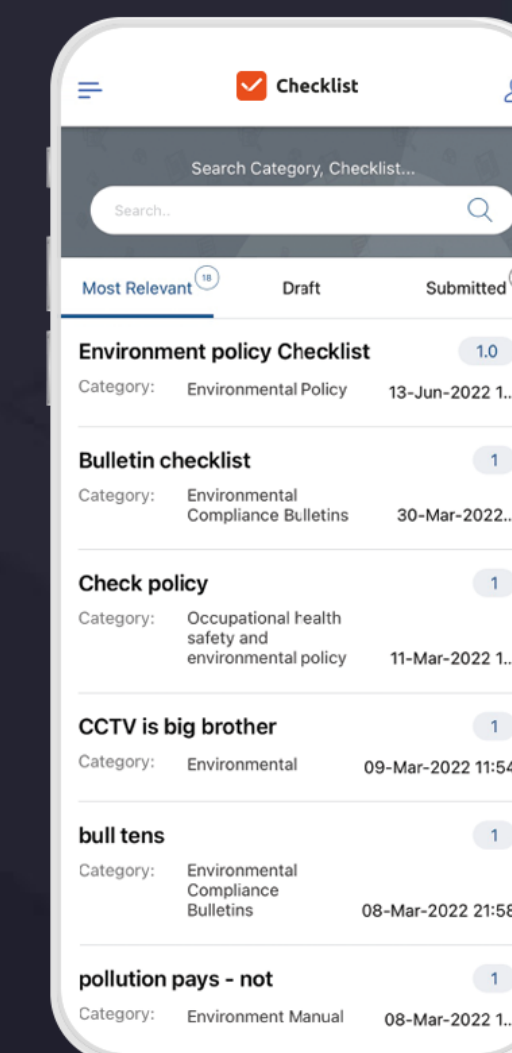 Checklist
Search Category, Checklist...
Search..
Most Relevant 18 Draft Submitted
Environment policy Checklist 1.0
Category: Environmental Policy 13-Jun-2022 1...
Bulletin checklist 1
Category: Environmental
Compliance Bulletins 30-Mar-2022...
Check policy 1
Category: Occupational health
safety and
environmental policy 11-Mar-2022 1...
CCTV is big brother 1
Category: Environmental 09-Mar-2022 11:54
bull tens 1
Category: Environmental
Compliance
Bulletins 08-Mar-2022 21:58
pollution pays - not 1
Category: Environment Manual 08-Mar-2022 1...